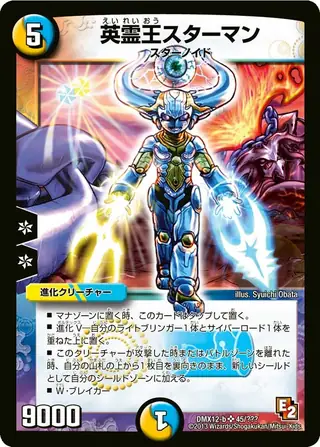 5
えいれいおう
英霊王スターマン
スターノイド
illus. Syuichi Obata
進化クリーチャー
■ マナゾーンに置く時、このカードはタップして置く。
■ 進化V－自分のライトブリンガー1体とサイバーロード1体を
重ねた上に置く。
■ このクリーチャーが攻撃した時またはバトルゾーンを離れた
時、自分の山札の上から1枚目を裏向きのまま、新しいシールド
として自分のシールドゾーンに加える。
■ W・ブレイカー
9000
1
DMX12-b 45/???
©2013 Wizards/Shogakukan/Mitsui-Kids
E2